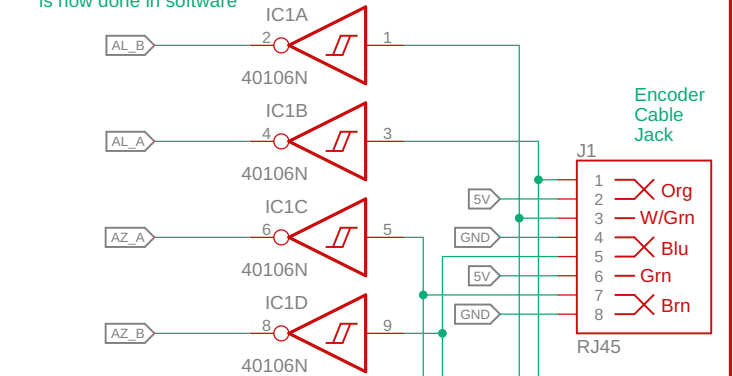 is now done in software
IC1A
AL_B
2
1
40106N
IC1B
AL_A
4
3
40106N
IC1C
AZ_A
6
5
40106N
IC1D
AZ_B
8
9
40106N
Encoder
Cable
Jack
J1
1
5V
2
Org
3
W/Grn
GND
4
5
Blu
5V
6
Grn
7
Brn
GND
8
RJ45